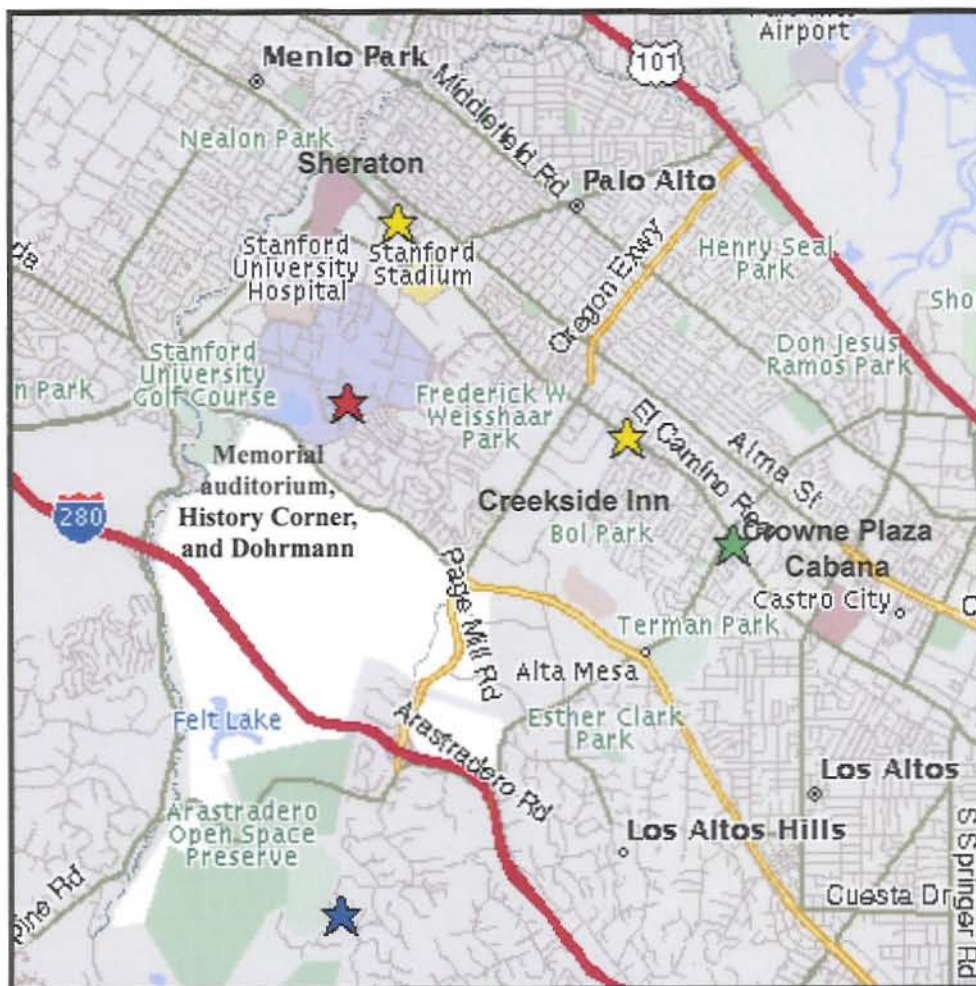 Airport
Menlo Park
101
Middlefield Rd
Nealon Park
Sheraton
Palo Alto
Stanford
University
Hospital
Stanford
Stadium
Henry Seal
Park
Oregon Exwy
Sho
da
Stanford
University
Golf Course
n Park
Don Jesus
Ramos Park
Frederick W
Weisshaar
Park
El Camino Rea
Alma St
Memorial
auditorium,
History Corner,
and Dohrmann
280
Creekside Inn
Bol Park
Crowne Plaza
Cabana
Castro City
C
Page Mill Rd
Terman Park
Alta Mesa
Felt Lake
Arastradero Rd
Esther Clark
Park
Los Altos
Arastradero
Open Space
Preserve
Los Altos Hills
S Springer Rd
Cuesta Dr
pine Rd